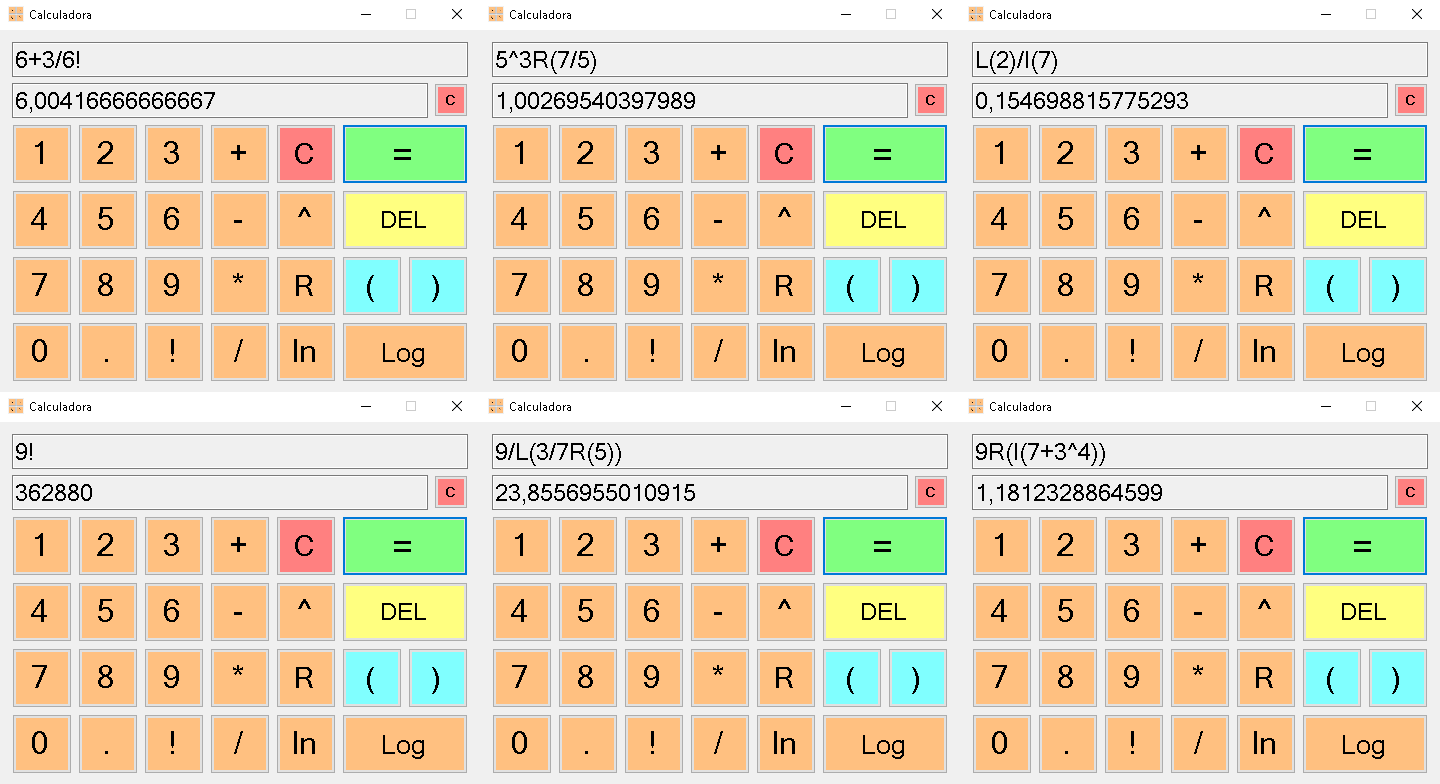 Calculadora
6+3/6!
6,00416666666667 C
1 2 3 + C =
4 5 6 - ^ DEL
7 8 9 * R ( )
0 . ! / ln Log
Calculadora
5^3R(7/5)
1,00269540397989 C
1 2 3 + C =
4 5 6 - ^ DEL
7 8 9 * R ( )
0 . ! / ln Log
Calculadora
L(2)/I(7)
0,154698815775293 C
1 2 3 + C =
4 5 6 - ^ DEL
7 8 9 * R ( )
0 . ! / ln Log
Calculadora
9!
362880 C
1 2 3 + C =
4 5 6 - ^ DEL
7 8 9 * R ( )
0 . ! / ln Log
Calculadora
9/L(3/7R(5))
23,8556955010915 C
1 2 3 + C =
4 5 6 - ^ DEL
7 8 9 * R ( )
0 . ! / ln Log
Calculadora
9R(I(7+3^4))
1,1812328864599 C
1 2 3 + C =
4 5 6 - ^ DEL
7 8 9 * R ( )
0 . ! / ln Log